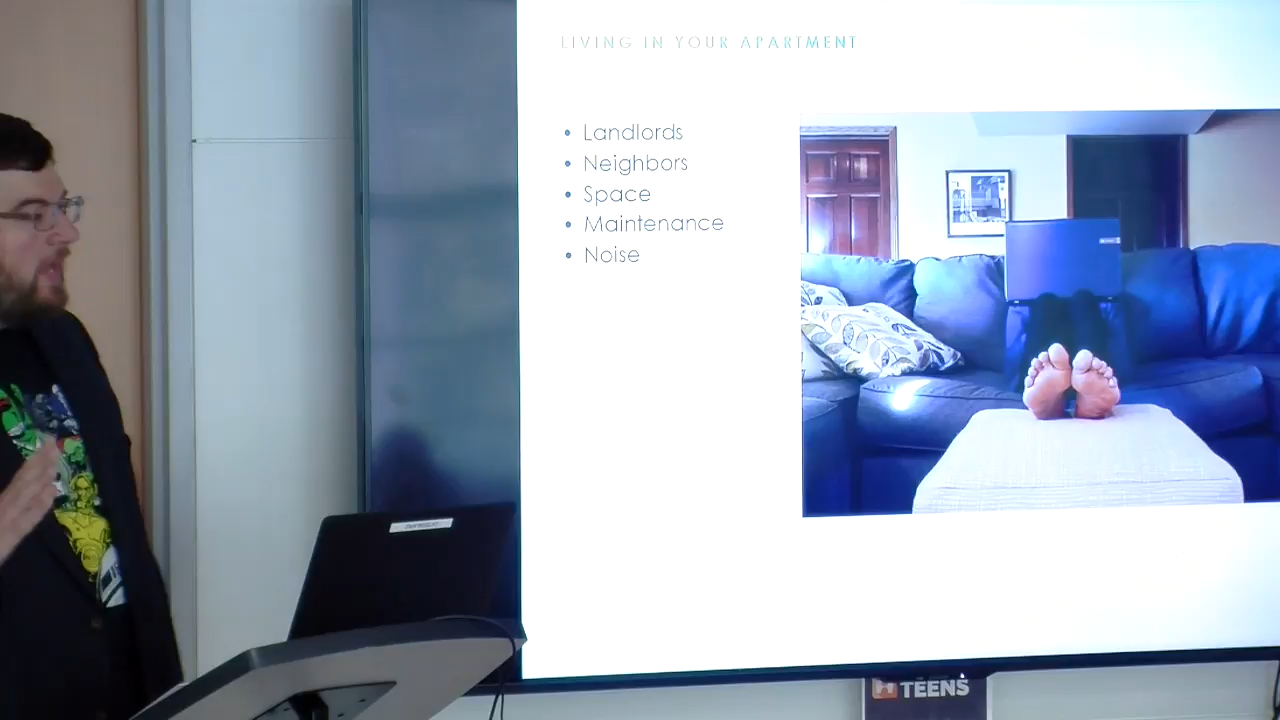 LIVING IN YOUR APARTMENT
• Landlords
• Neighbors
• Space
• Maintenance
• Noise
TEENS